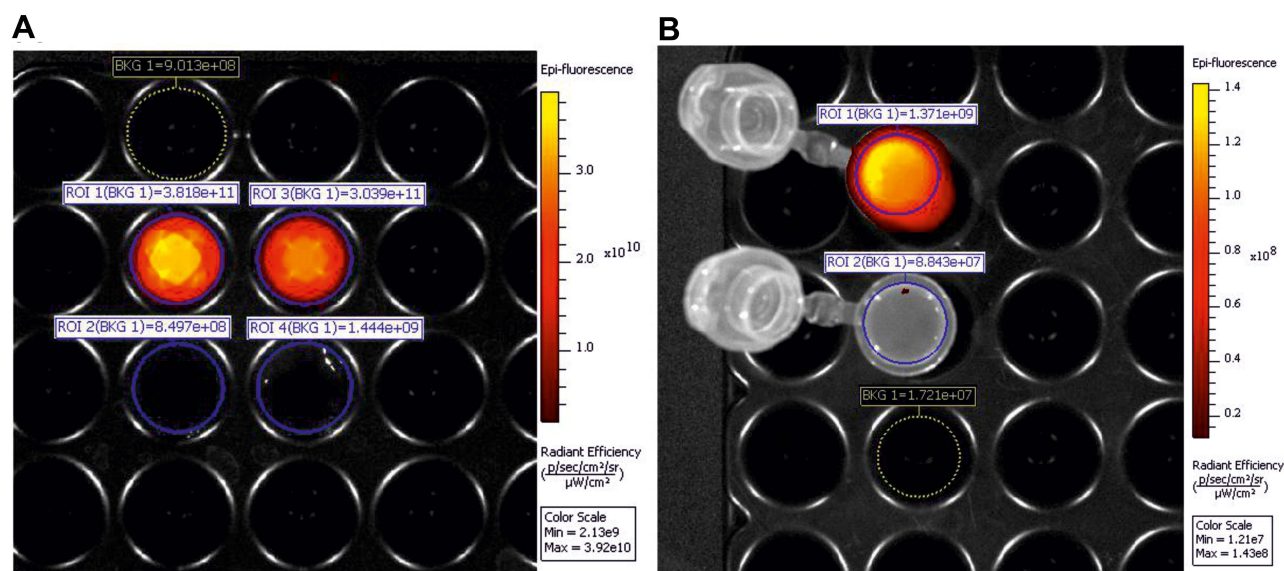 A
BKG 1=9.013e+08
ROI 1(BKG 1)=3.818e+11
ROI 3(BKG 1)=3.039e+11
ROI 2(BKG 1)=8.497e+08
ROI 4(BKG 1)=1.444e+09
Epi-fluorescence
3.0
2.0
x10¹⁰
1.0
Radiant Efficiency
(p/sec/cm²/sr
µW/cm²)
Color Scale
Min = 2.13e9
Max = 3.92e10
B
ROI 1(BKG 1)=1.371e+09
ROI 2(BKG 1)=8.843e+07
BKG 1=1.721e+07
Epi-fluorescence
1.4
1.2
1.0
x10⁸
0.8
0.6
0.4
0.2
Radiant Efficiency
(p/sec/cm²/sr
µW/cm²)
Color Scale
Min = 1.21e7
Max = 1.43e8